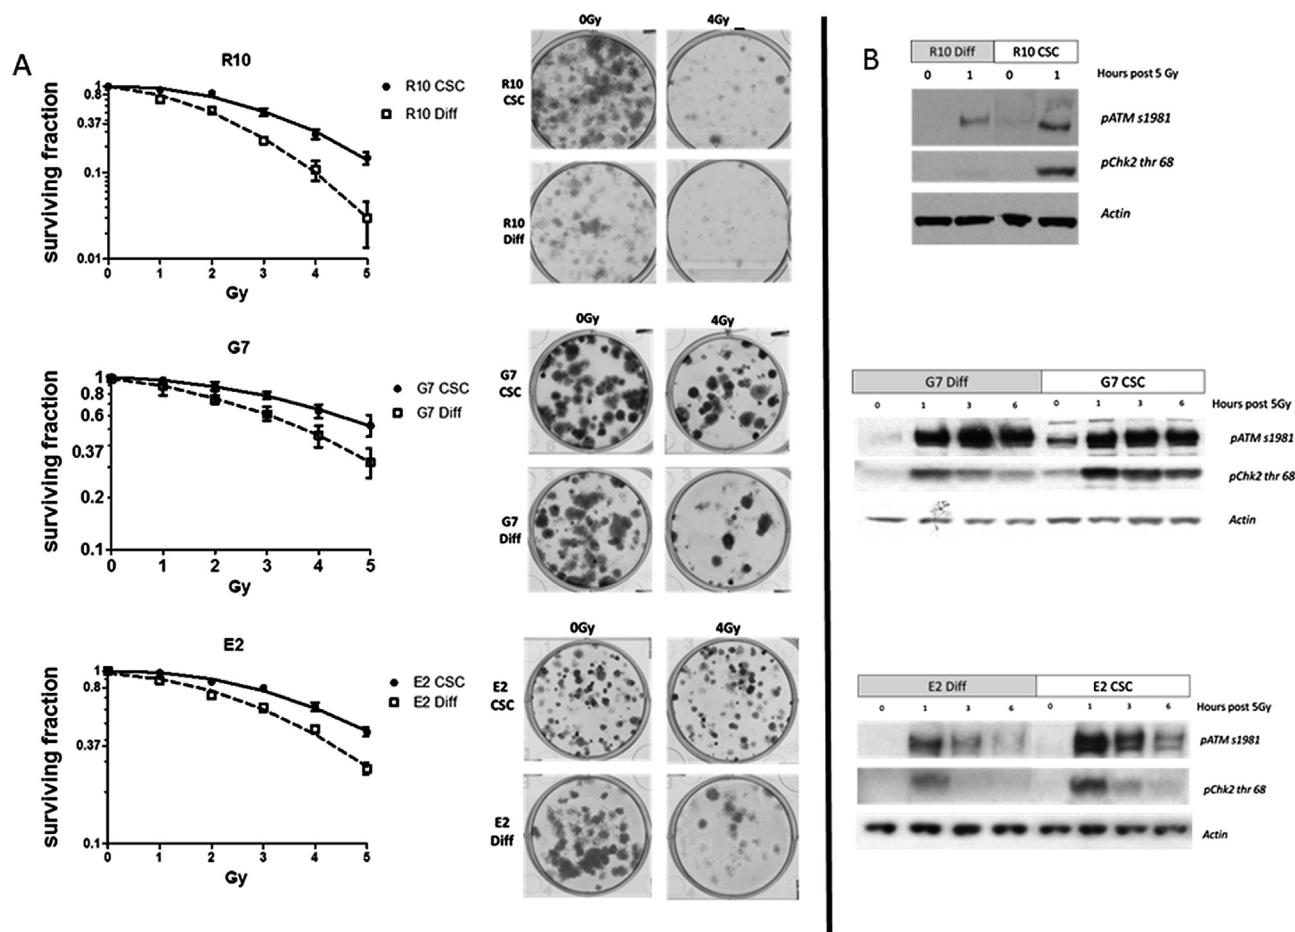 A
R10
surviving fraction
1
0.8
0.37
0.1
0.01
0 1 2 3 4 5
Gy
R10 CSC
R10 Diff
0Gy 4Gy
R10
CSC
R10
Diff
G7
surviving fraction
1
0.8
0.6
0.37
0.2
0.1
0 1 2 3 4 5
Gy
G7 CSC
G7 Diff
0Gy 4Gy
G7
CSC
G7
Diff
E2
surviving fraction
1
0.8
0.37
0.1
0 1 2 3 4 5
Gy
E2 CSC
E2 Diff
0Gy 4Gy
E2
CSC
E2
Diff
B
R10 Diff R10 CSC
0 1 0 1 Hours post 5 Gy
pATM s1981
pChk2 thr 68
Actin
G7 Diff G7 CSC
0 1 3 6 0 1 3 6 Hours post 5Gy
pATM s1981
pChk2 thr 68
Actin
E2 Diff E2 CSC
0 1 3 6 0 1 3 6 Hours post 5Gy
pATM s1981
pChk2 thr 68
Actin